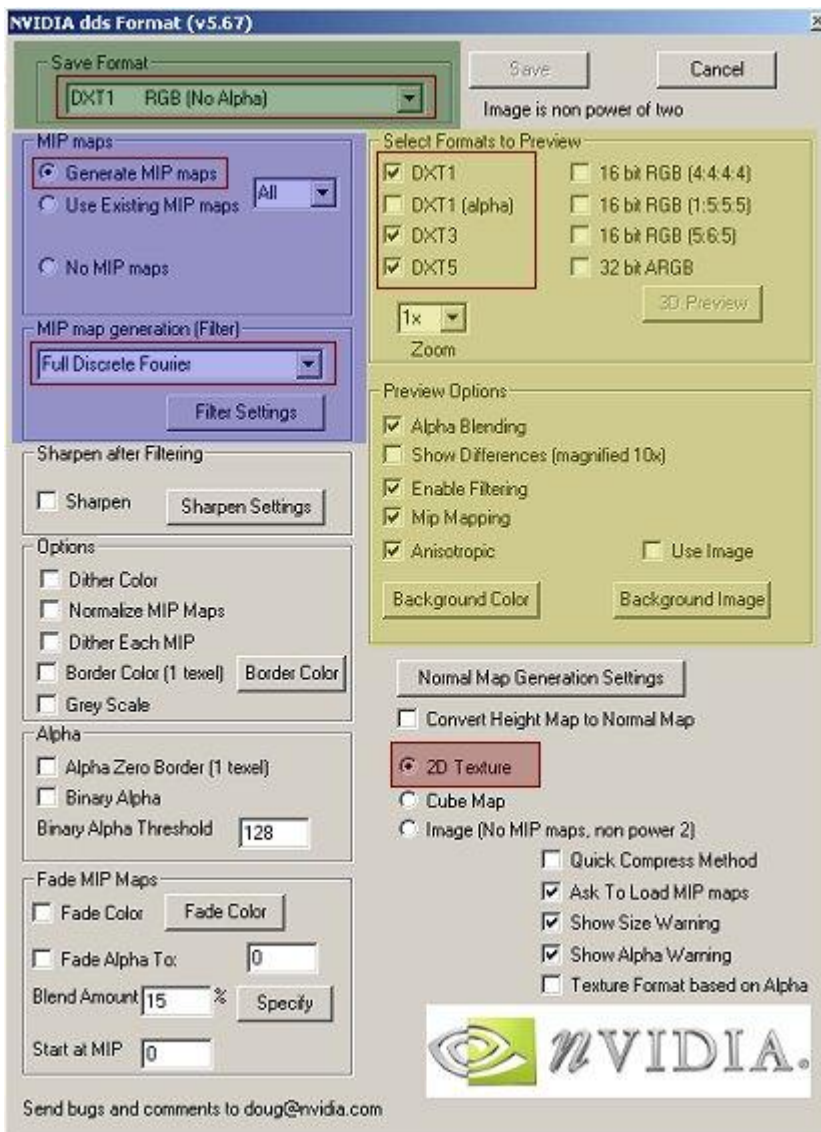 NVIDIA dds Format (v5.67)
Save Format
DXT1 RGB (No Alpha)
Save
Cancel
Image is non power of two
MIP maps
Generate MIP maps
Use Existing MIP maps
All
No MIP maps
MIP map generation (Filter)
Full Discrete Fourier
Filter Settings
Sharpen after Filtering
Sharpen
Sharpen Settings
Options
Dither Color
Normalize MIP Maps
Dither Each MIP
Border Color (1 texel)
Border Color
Grey Scale
Alpha
Alpha Zero Border (1 texel)
Binary Alpha
Binary Alpha Threshold
128
Fade MIP Maps
Fade Color
Fade Color
Fade Alpha To:
0
Blend Amount
15
%
Specify
Start at MIP
0
Send bugs and comments to doug@nvidia.com
Select Formats to Preview
DXT1
16 bit RGB (4:4:4:4)
DXT1 (alpha)
16 bit RGB (1:5:5:5)
DXT3
16 bit RGB (5:6:5)
DXT5
32 bit ARGB
3D Preview
1x
Zoom
Preview Options
Alpha Blending
Show Differences (magnified 10x)
Enable Filtering
Mip Mapping
Anisotropic
Use Image
Background Color
Background Image
Normal Map Generation Settings
Convert Height Map to Normal Map
2D Texture
Cube Map
Image (No MIP maps, non power 2)
Quick Compress Method
Ask To Load MIP maps
Show Size Warning
Show Alpha Warning
Texture Format based on Alpha
nVIDIA.